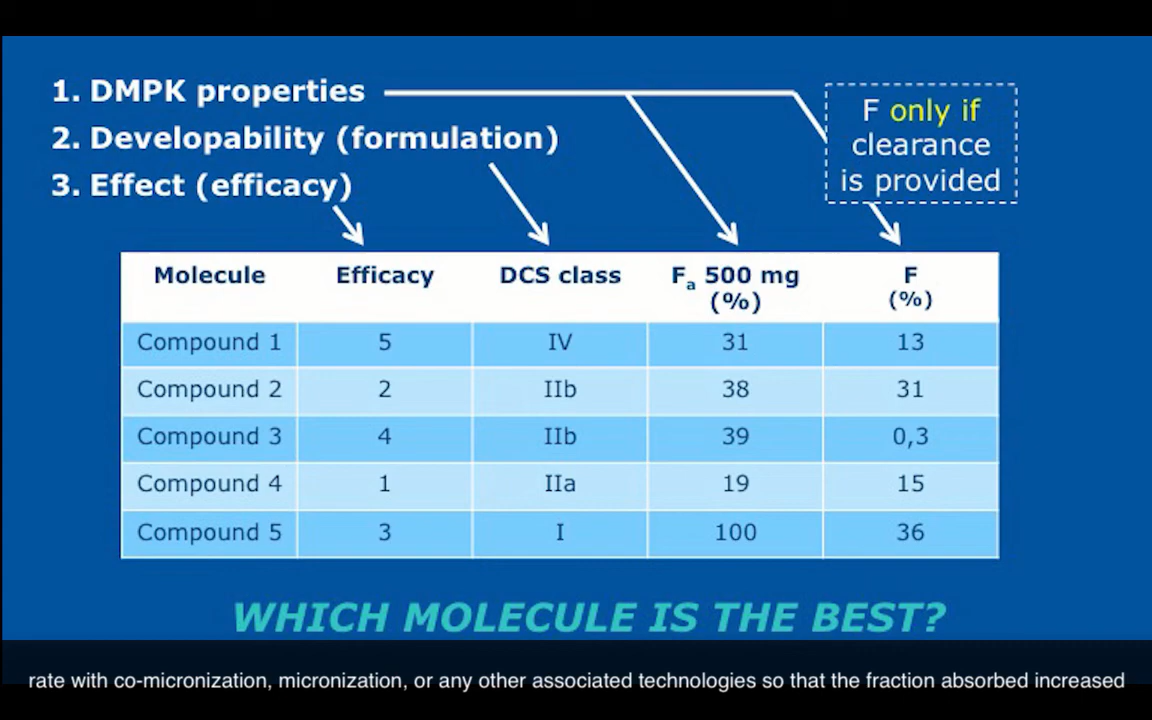 1. DMPK properties
2. Developability (formulation)
3. Effect (efficacy)
F only if
clearance
is provided
Molecule Efficacy DCS class Fa 500 mg (%) F (%)
Compound 1 5 IV 31 13
Compound 2 2 IIb 38 31
Compound 3 4 IIb 39 0,3
Compound 4 1 IIa 19 15
Compound 5 3 I 100 36
WHICH MOLECULE IS THE BEST?
rate with co-micronization, micronization, or any other associated technologies so that the fraction absorbed increased